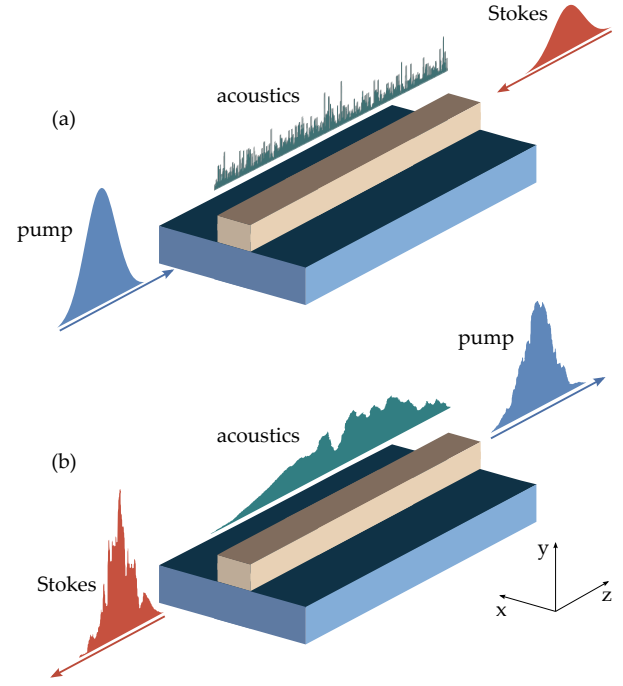 Stokes
acoustics
(a)
pump
pump
acoustics
(b)
Stokes
y
x
z